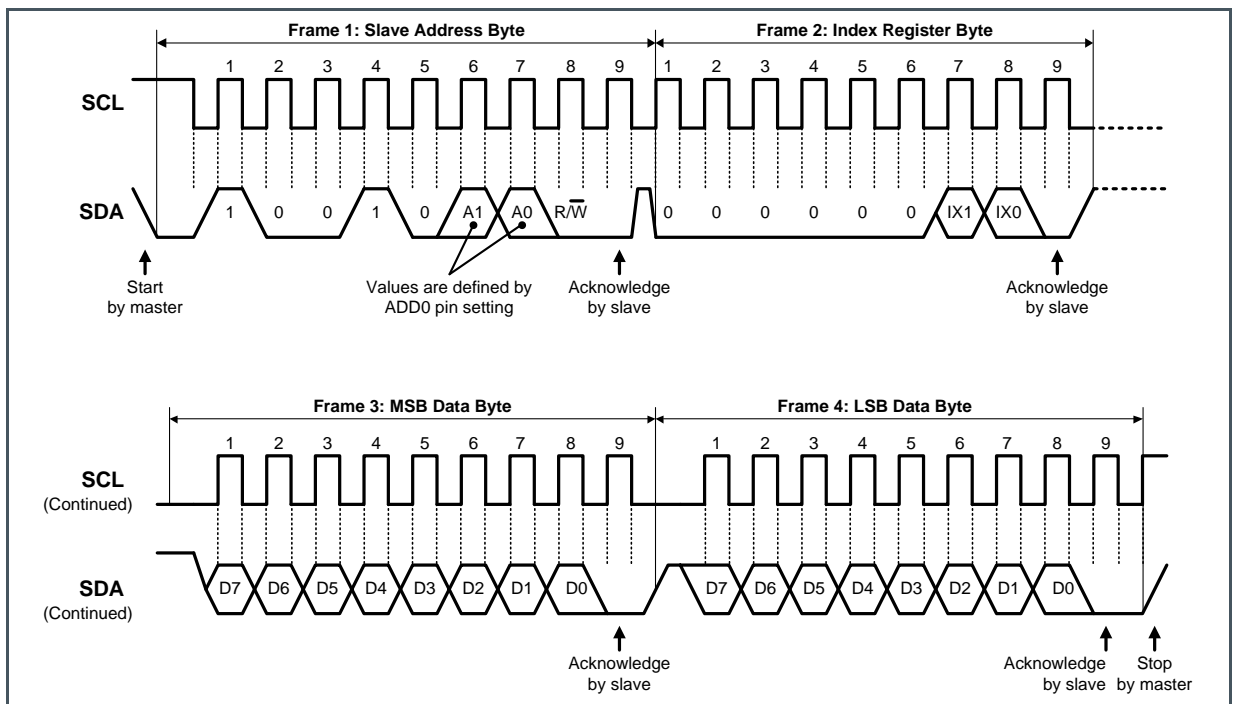 Frame 1: Slave Address Byte Frame 2: Index Register Byte
1 2 3 4 5 6 7 8 9 1 2 3 4 5 6 7 8 9
SCL
SDA 1 0 0 1 0 A1 A0 R/W̅ 0 0 0 0 0 0 IX1 IX0
Start
by master
Values are defined by
ADD0 pin setting
Acknowledge
by slave
Acknowledge
by slave
Frame 3: MSB Data Byte Frame 4: LSB Data Byte
1 2 3 4 5 6 7 8 9 1 2 3 4 5 6 7 8 9
SCL
(Continued)
SDA D7 D6 D5 D4 D3 D2 D1 D0 D7 D6 D5 D4 D3 D2 D1 D0
(Continued)
Acknowledge
by slave
Acknowledge
by slave
Stop
by master